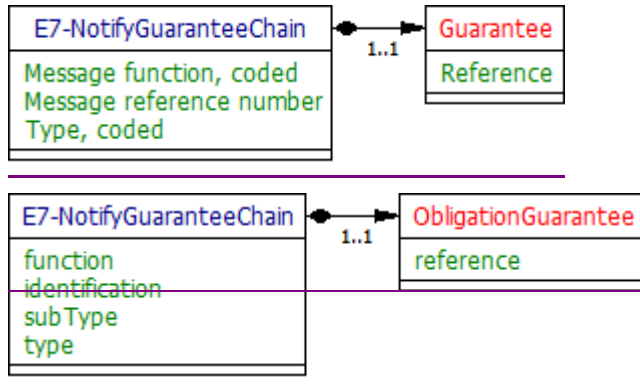 E7-NotifyGuaranteeChain
1..1
Guarantee
Message function, coded
Message reference number
Type, coded
Reference
E7-NotifyGuaranteeChain
1..1
ObligationGuarantee
function
identification
subType
type
reference